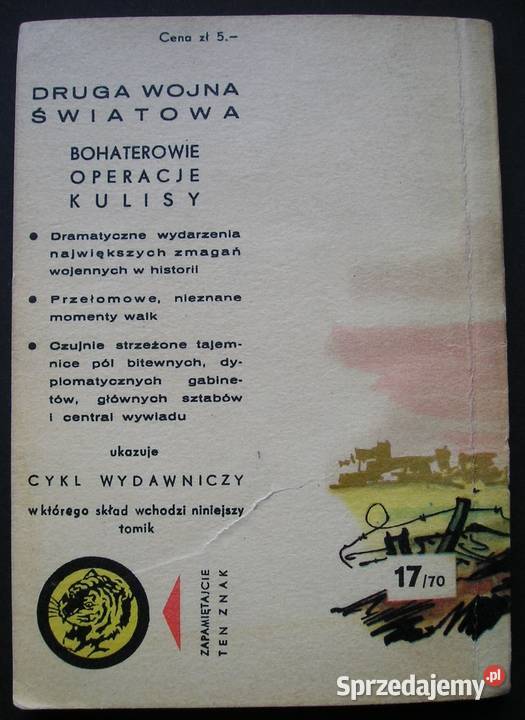 Cena zł 5.–
DRUGA WOJNA
ŚWIATOWA
BOHATEROWIE
OPERACJE
KULISY
● Dramatyczne wydarzenia
największych zmagań
wojennych w historii
● Przełomowe, nieznane
momenty walk
● Czujnie strzeżone tajem-
nice pól bitewnych, dy-
plomatycznych gabine-
tów, głównych sztabów
i central wywiadu
ukazuje
CYKL WYDAWNICZY
w którego skład wchodzi niniejszy
tomik
ZAPAMIĘTAJCIE
TEN ZNAK
17/70
Sprzedajemy.pl